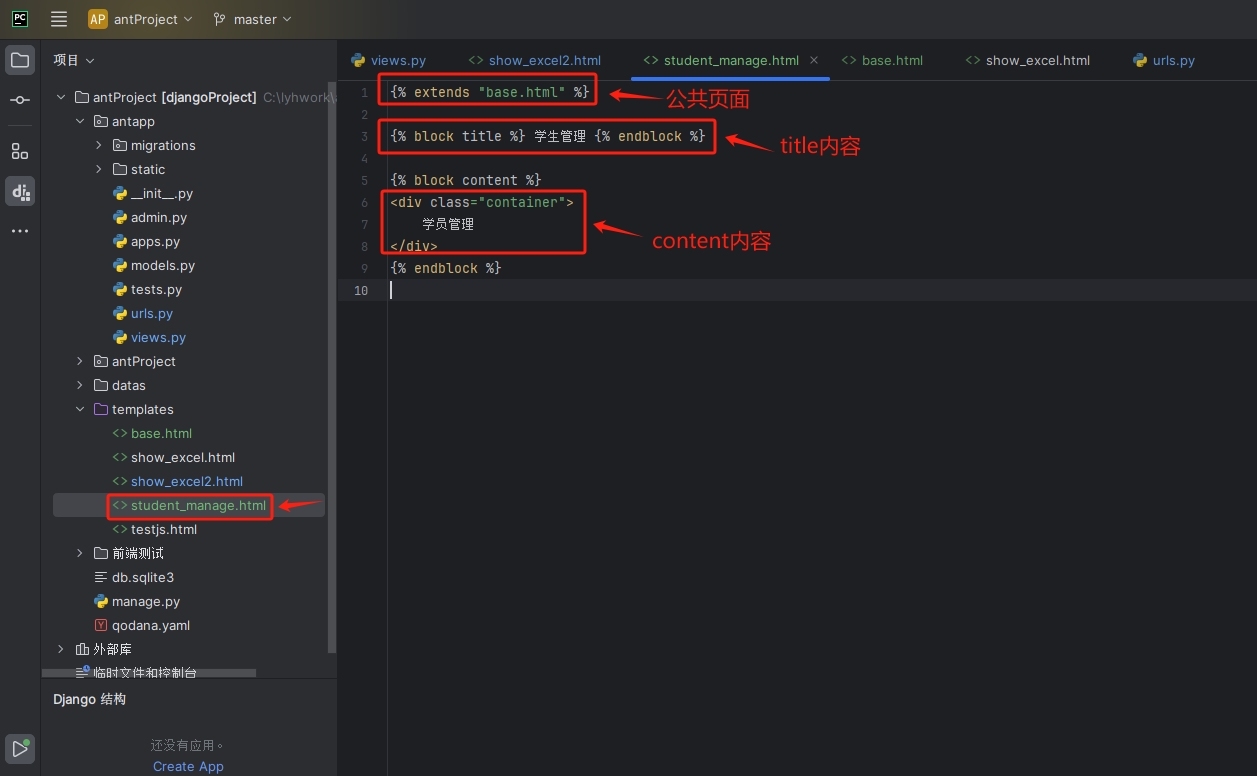 PC
AP antProject master
项目
antProject [djangoProject] C:\lyhwork\
antapp
migrations
static
__init__.py
admin.py
apps.py
models.py
tests.py
urls.py
views.py
antProject
datas
templates
base.html
show_excel.html
show_excel2.html
student_manage.html
testjs.html
前端测试
db.sqlite3
manage.py
qodana.yaml
外部库
临时文件和控制台
Django 结构
还没有应用。
Create App
views.py show_excel2.html student_manage.html base.html show_excel.html urls.py
1 {% extends "base.html" %}
公共页面
2
3 {% block title %} 学生管理 {% endblock %}
title内容
4
5 {% block content %}
6 <div class="container">
7 学员管理
content内容
8 </div>
9 {% endblock %}
10